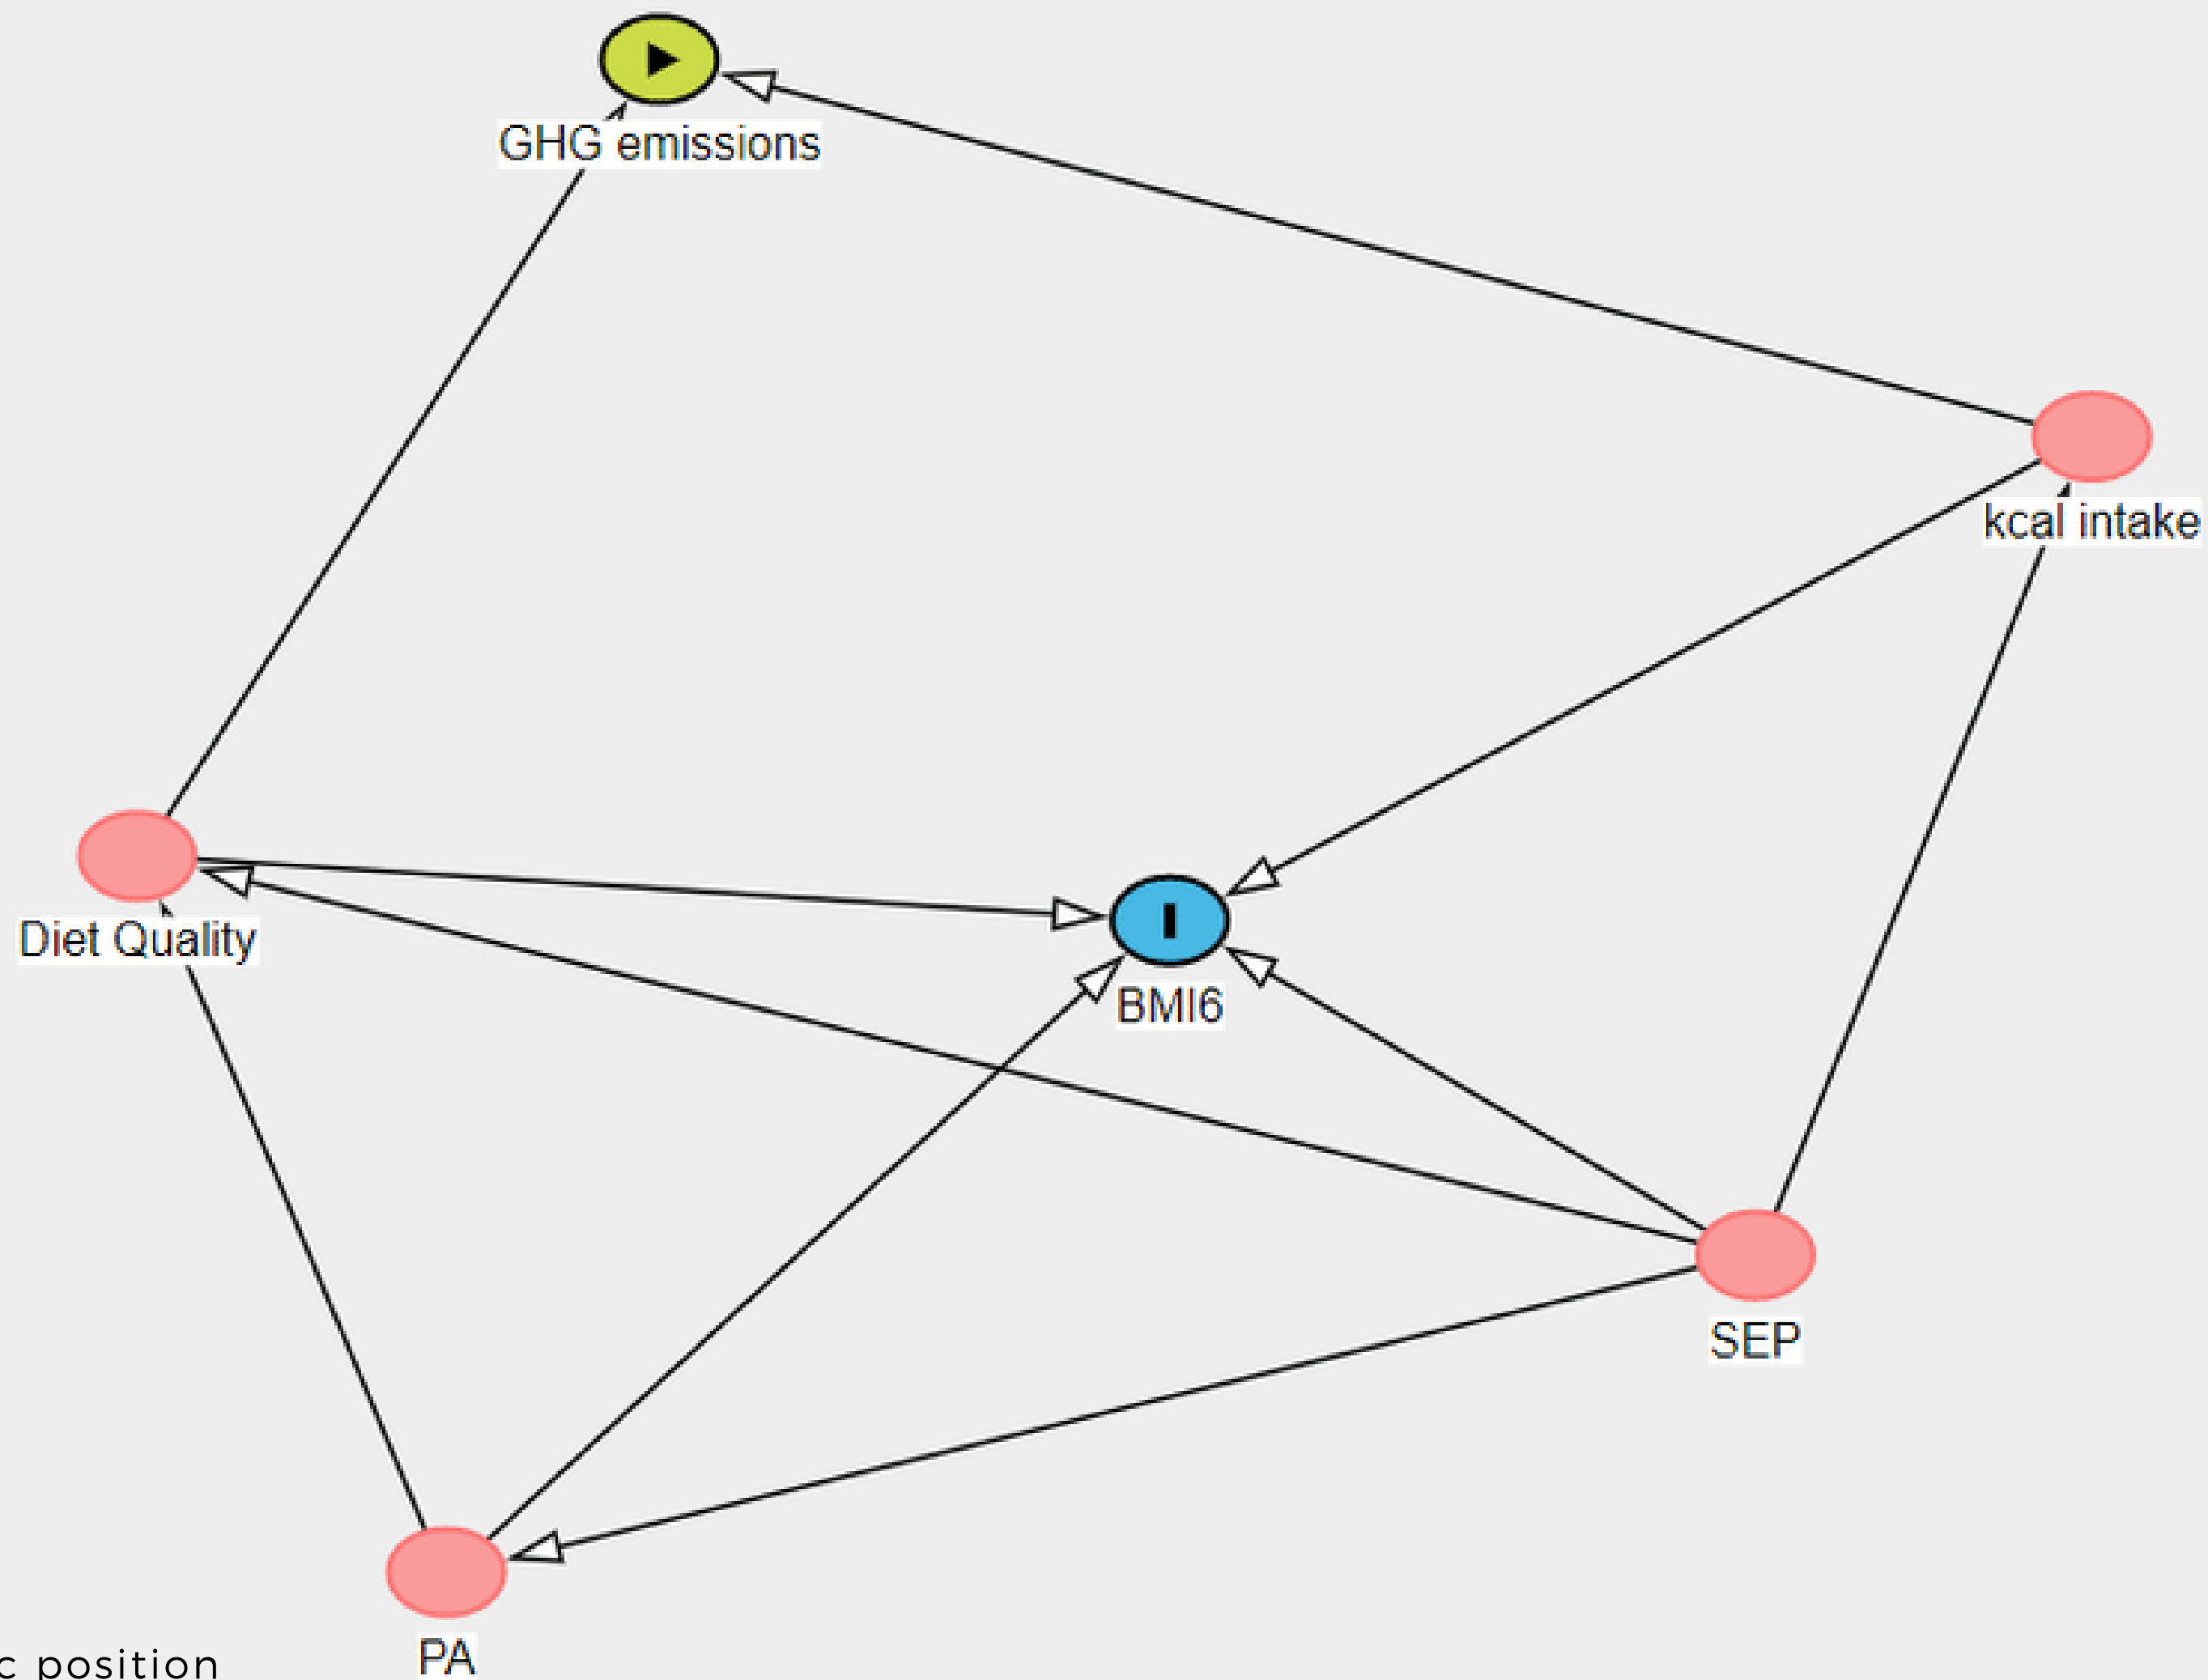 GHG emissions
kcal intake
Diet Quality
BMI6
SEP
PA
c position